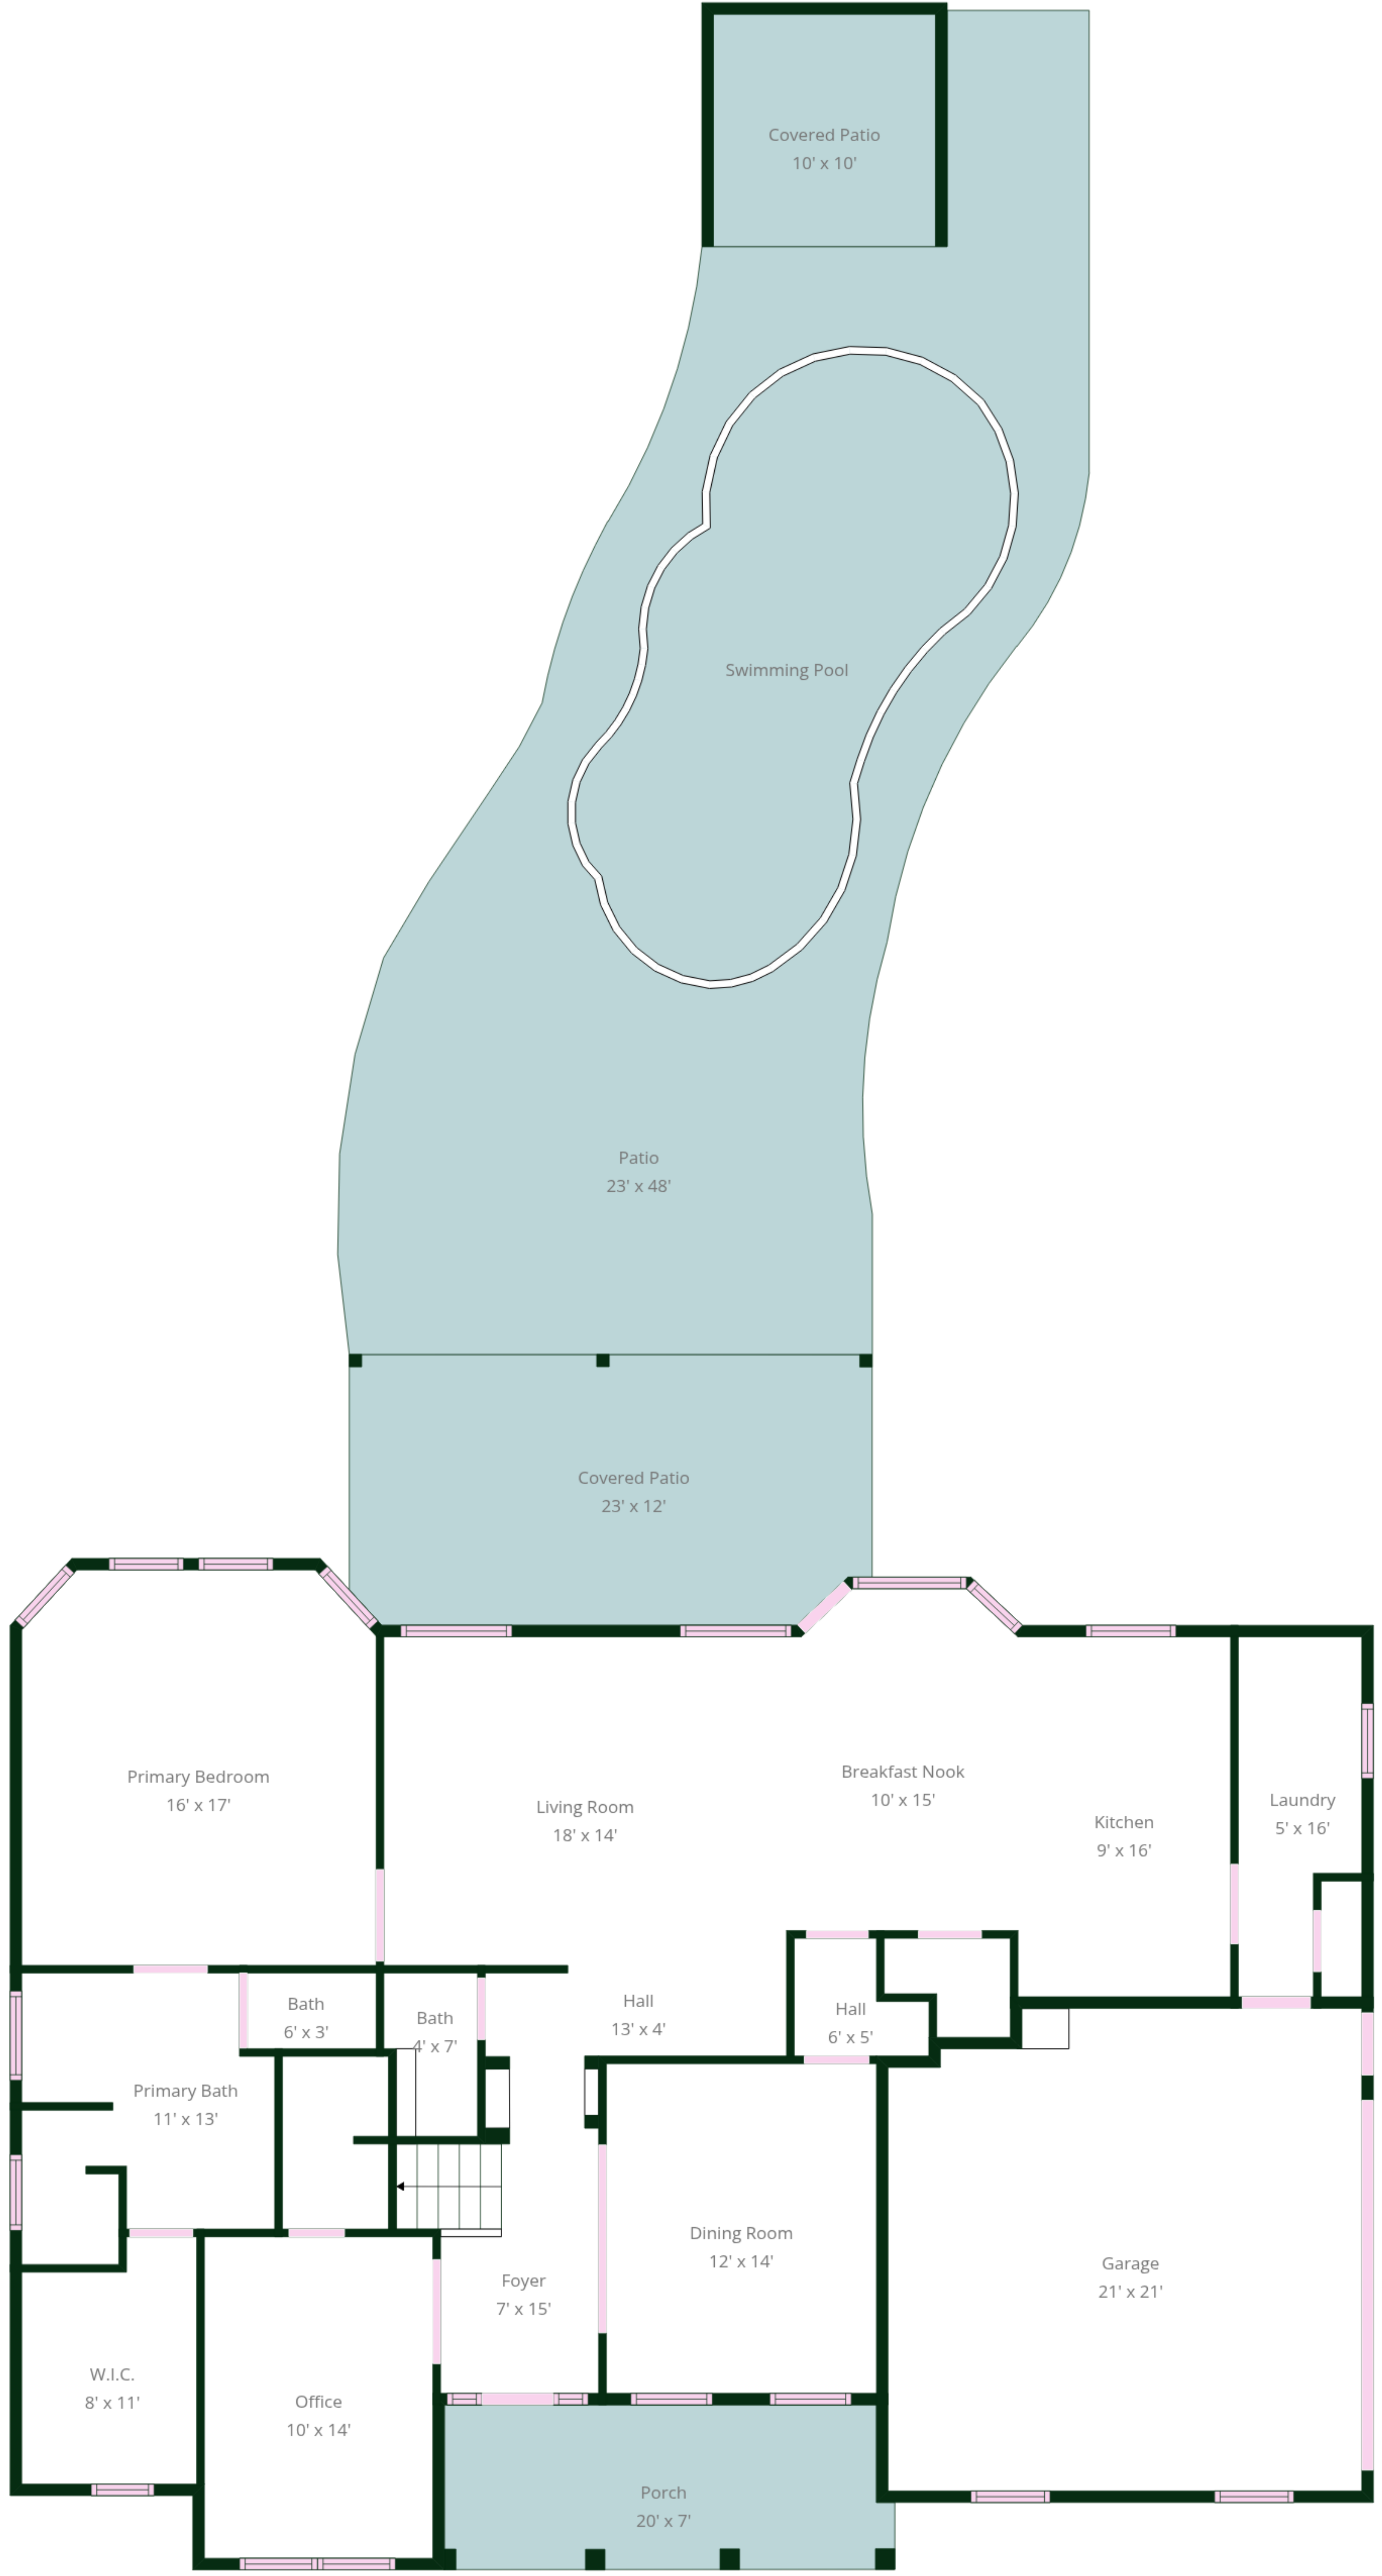 Covered Patio
10' x 10'
Swimming Pool
Patio
23' x 48'
Covered Patio
23' x 12'
Primary Bedroom
16' x 17'
Living Room
18' x 14'
Breakfast Nook
10' x 15'
Kitchen
9' x 16'
Laundry
5' x 16'
Bath
6' x 3'
Bath
4' x 7'
Hall
13' x 4'
Hall
6' x 5'
Primary Bath
11' x 13'
Dining Room
12' x 14'
Garage
21' x 21'
Foyer
7' x 15'
W.I.C.
8' x 11'
Office
10' x 14'
Porch
20' x 7'